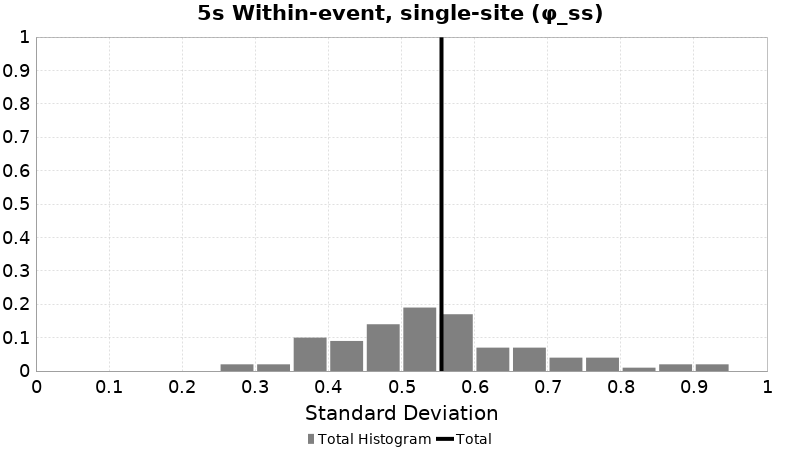 5s Within-event, single-site (φ_ss)
1
0.9
0.8
0.7
0.6
0.5
0.4
0.3
0.2
0.1
0
0 0.1 0.2 0.3 0.4 0.5 0.6 0.7 0.8 0.9 1
Standard Deviation
Total Histogram Total